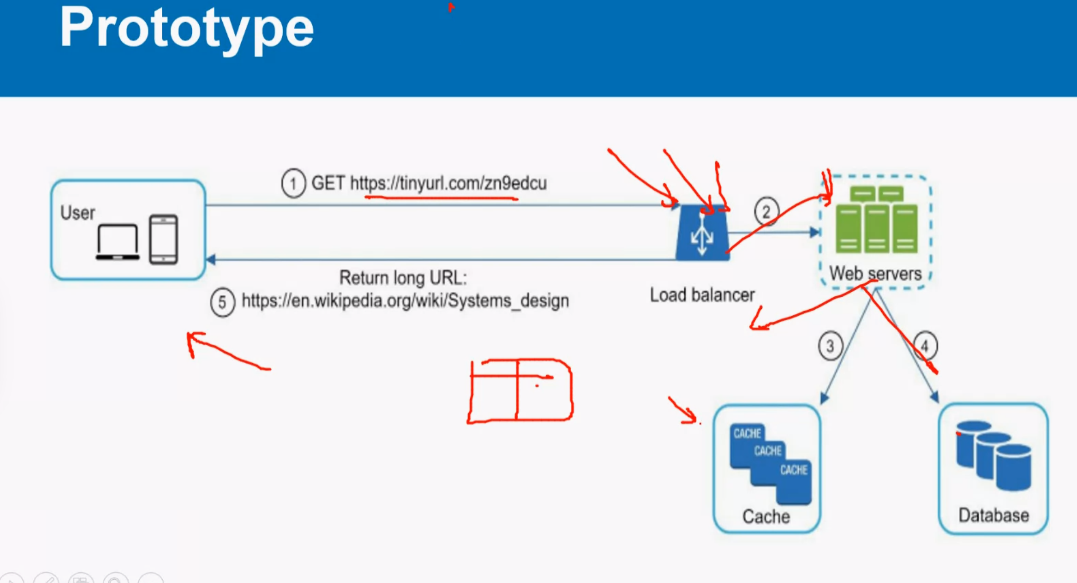 Prototype
1 GET https://tinyurl.com/zn9edcu
User
2
Return long URL:
5 https://en.wikipedia.org/wiki/Systems_design
Load balancer
Web servers
3
4
CACHE
CACHE
CACHE
Cache
Database